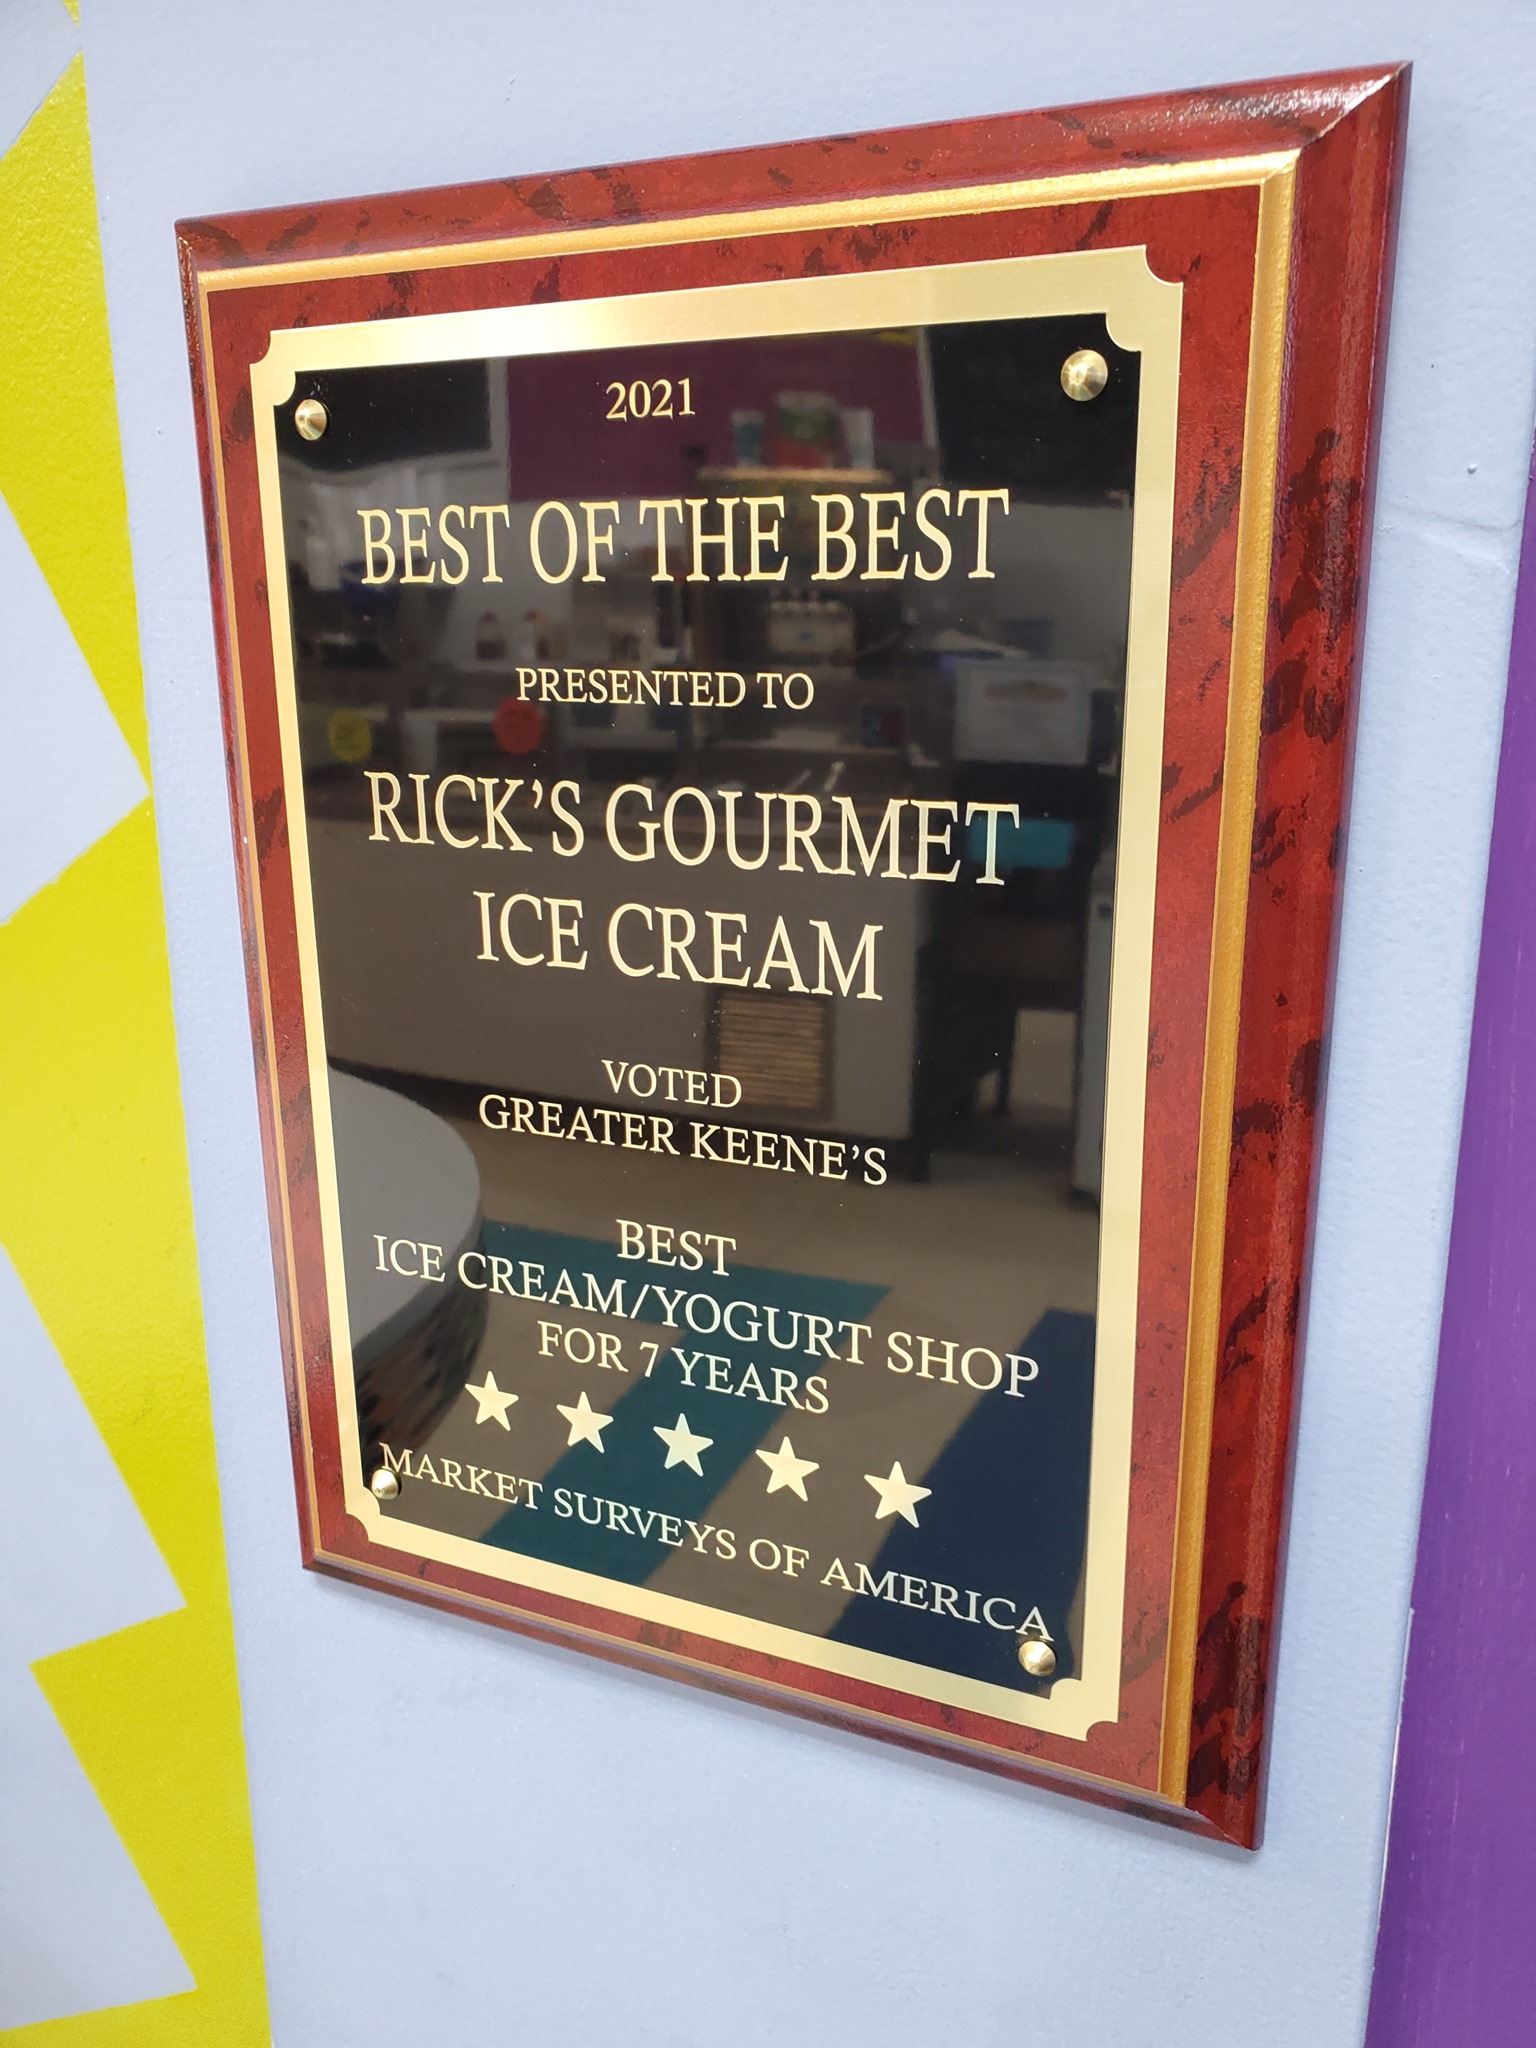 2021
BEST OF THE BEST
PRESENTED TO
RICK'S GOURMET
ICE CREAM
VOTED
GREATER KEENE'S
BEST
ICE CREAM/YOGURT SHOP
FOR 7 YEARS
MARKET SURVEYS OF AMERICA